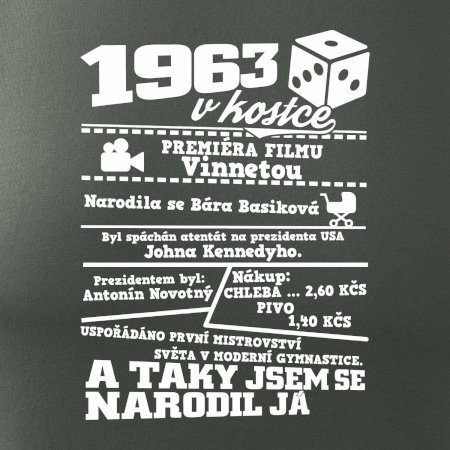 1963
v kostce
PREMIÉRA FILMU
Vinnetou
Narodila se Bára Basiková
Byl spáchán atentát na prezidenta USA
Johna Kennedyho.
Prezidentem byl:
Antonín Novotný
Nákup:
CHLEBA ... 2,60 KČS
PIVO
1,40 KČS
USPOŘÁDÁNO PRVNÍ MISTROVSTVÍ
SVĚTA V MODERNÍ GYMNASTICE.
A TAKY JSEM SE
NARODIL JÁ